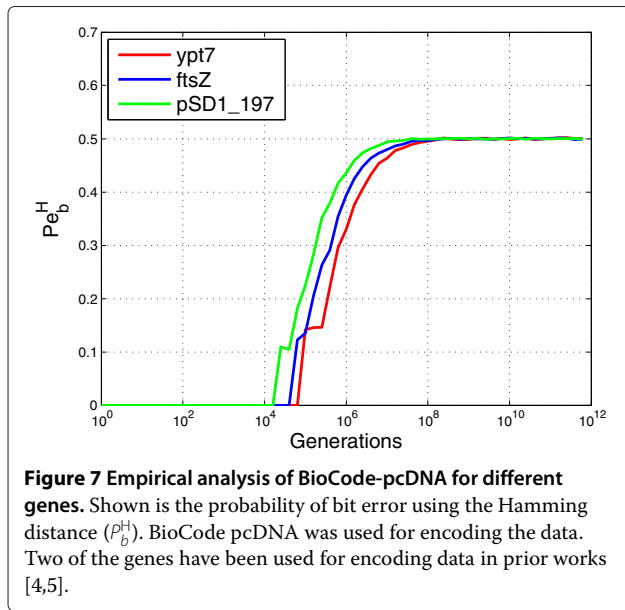 0.7
ypt7
0.6
ftsZ
pSD1_197
0.5
0.4
Pe_b^H
0.3
0.2
0.1
0
10^0 10^2 10^4 10^6 10^8 10^10 10^12
Generations
Figure 7 Empirical analysis of BioCode-pcDNA for different
genes. Shown is the probability of bit error using the Hamming
distance (P_b^H). BioCode pcDNA was used for encoding the data.
Two of the genes have been used for encoding data in prior works
[4,5].